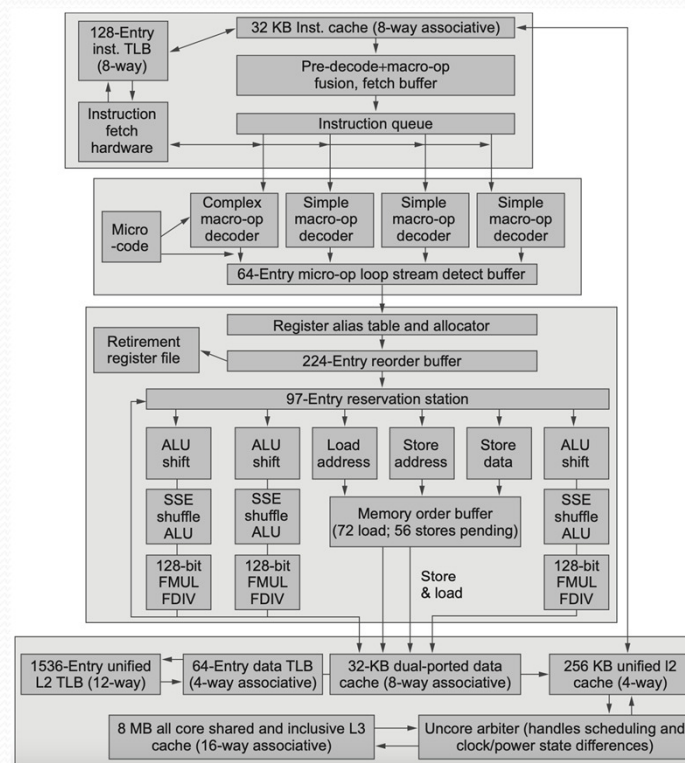 128-Entry
inst. TLB
(8-way)
32 KB Inst. cache (8-way associative)
Pre-decode+macro-op
fusion, fetch buffer
Instruction
fetch
hardware
Instruction queue
Micro
-code
Complex
macro-op
decoder
Simple
macro-op
decoder
Simple
macro-op
decoder
Simple
macro-op
decoder
64-Entry micro-op loop stream detect buffer
Register alias table and allocator
Retirement
register file
224-Entry reorder buffer
97-Entry reservation station
ALU
shift
ALU
shift
Load
address
Store
address
Store
data
ALU
shift
SSE
shuffle
ALU
SSE
shuffle
ALU
Memory order buffer
(72 load; 56 stores pending)
SSE
shuffle
ALU
128-bit
FMUL
FDIV
128-bit
FMUL
FDIV
Store
& load
128-bit
FMUL
FDIV
1536-Entry unified
L2 TLB (12-way)
64-Entry data TLB
(4-way associative)
32-KB dual-ported data
cache (8-way associative)
256 KB unified l2
cache (4-way)
8 MB all core shared and inclusive L3
cache (16-way associative)
Uncore arbiter (handles scheduling and
clock/power state differences)